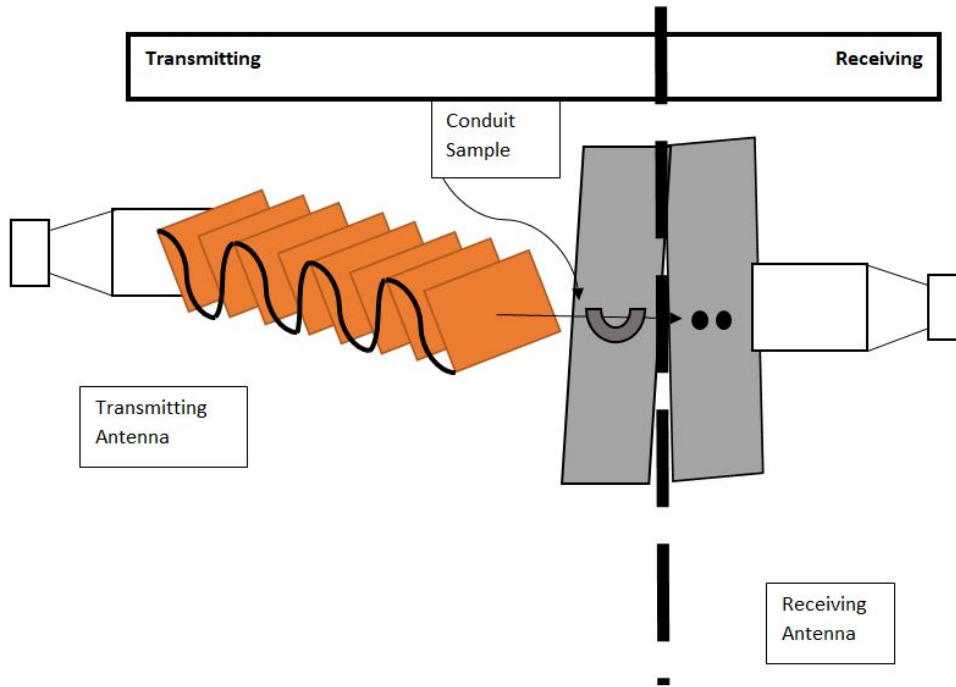 Transmitting
Receiving
Conduit
Sample
Transmitting
Antenna
Receiving
Antenna